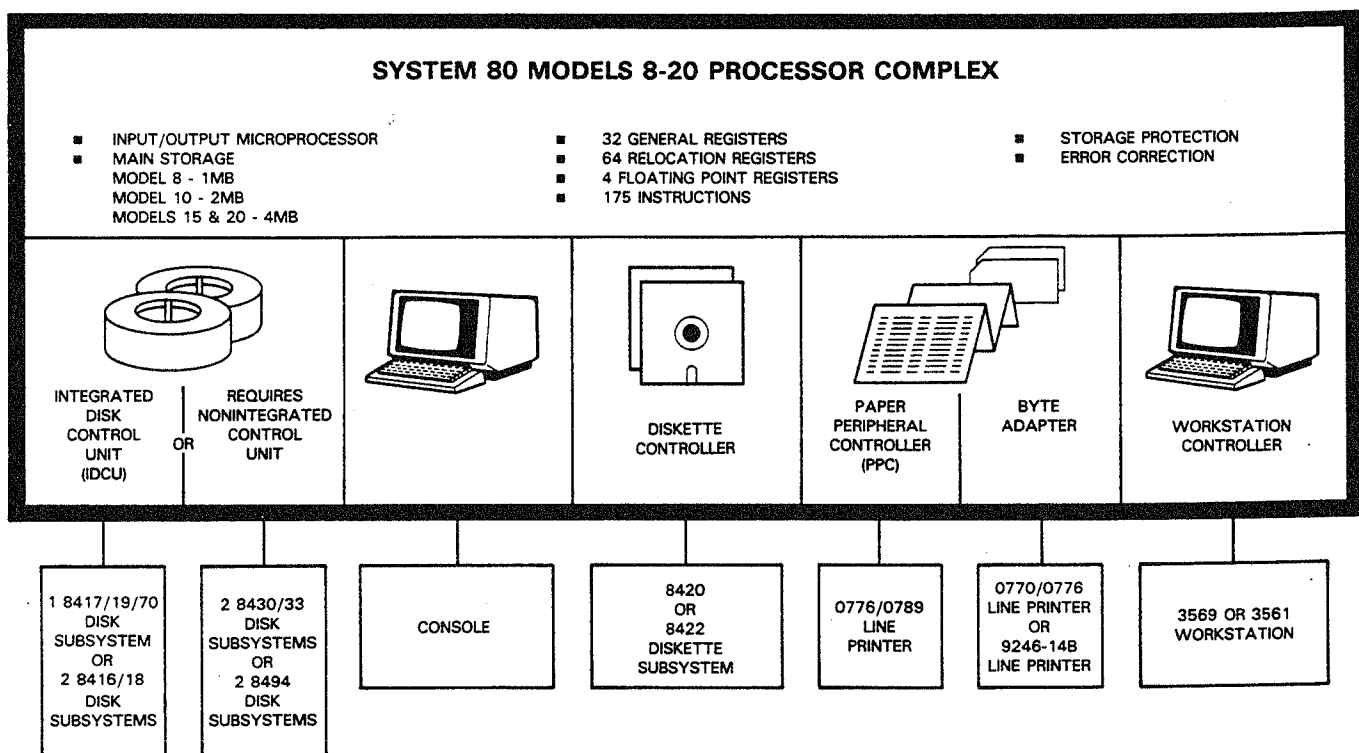 SYSTEM 80 MODELS 8-20 PROCESSOR COMPLEX
INPUT/OUTPUT MICROPROCESSOR
MAIN STORAGE
MODEL 8 - 1MB
MODEL 10 - 2MB
MODELS 15 & 20 - 4MB
32 GENERAL REGISTERS
64 RELOCATION REGISTERS
4 FLOATING POINT REGISTERS
175 INSTRUCTIONS
STORAGE PROTECTION
ERROR CORRECTION
INTEGRATED
DISK
CONTROL
UNIT
(IDCU)
OR
REQUIRES
NONINTEGRATED
CONTROL
UNIT
DISKETTE
CONTROLLER
PAPER
PERIPHERAL
CONTROLLER
(PPC)
BYTE
ADAPTER
WORKSTATION
CONTROLLER
1 8417/19/70
DISK
SUBSYSTEM
OR
2 8416/18
DISK
SUBSYSTEMS
2 8430/33
DISK
SUBSYSTEMS
OR
2 8494
DISK
SUBSYSTEMS
CONSOLE
8420
OR
8422
DISKETTE
SUBSYSTEM
0776/0789
LINE
PRINTER
0770/0776
LINE PRINTER
OR
9246-14B
LINE PRINTER
3569 OR 3561
WORKSTATION